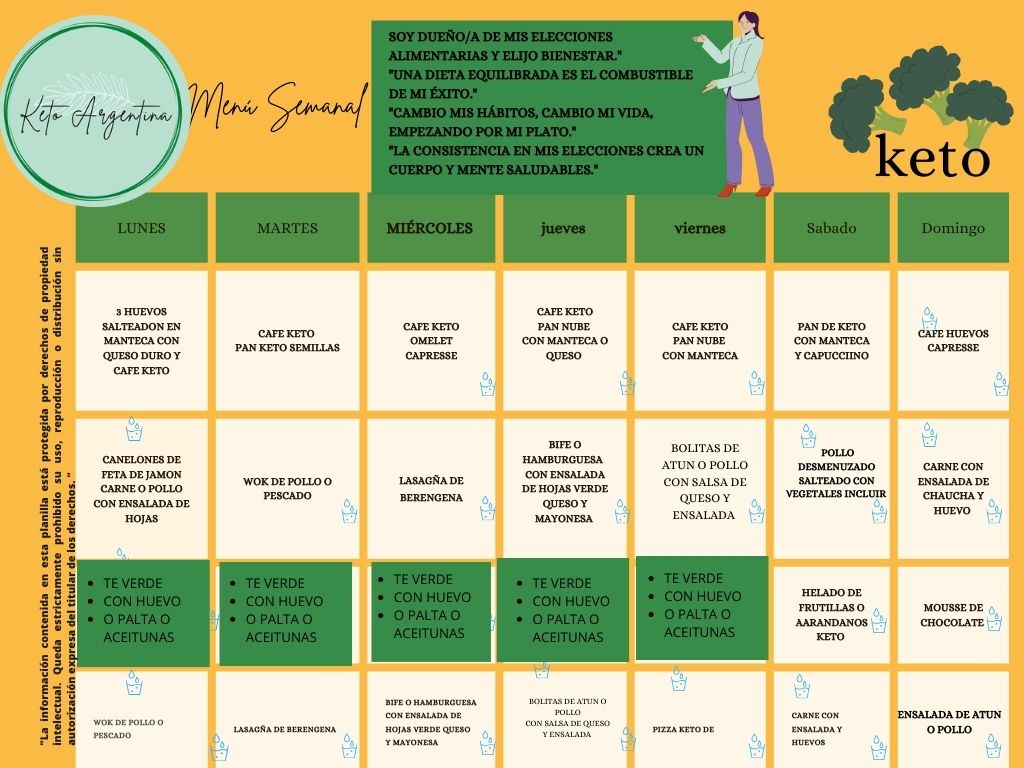 Keto Argentina
Menú Semanal
SOY DUEÑO/A DE MIS ELECCIONES
ALIMENTARIAS Y ELIJO BIENESTAR."
"UNA DIETA EQUILIBRADA ES EL COMBUSTIBLE
DE MI ÉXITO."
"CAMBIO MIS HÁBITOS, CAMBIO MI VIDA,
EMPEZANDO POR MI PLATO."
"LA CONSISTENCIA EN MIS ELECCIONES CREA UN
CUERPO Y MENTE SALUDABLES."
keto
"La información contenida en esta planilla está protegida por derechos de propiedad
intelectual. Queda estrictamente prohibido su uso, reproducción o distribución sin
autorización expresa del titular de los derechos."
LUNES
MARTES
MIÉRCOLES
jueves
viernes
Sabado
Domingo
3 HUEVOS
SALTEADON EN
MANTECA CON
QUESO DURO Y
CAFE KETO
CAFE KETO
PAN KETO SEMILLAS
CAFE KETO
OMELET
CAPRESSE
CAFE KETO
PAN NUBE
CON MANTECA O
QUESO
CAFE KETO
PAN NUBE
CON MANTECA
PAN DE KETO
CON MANTECA
Y CAPUCCIINO
CAFE HUEVOS
CAPRESSE
CANELONES DE
FETA DE JAMON
CARNE O POLLO
CON ENSALADA DE
HOJAS
WOK DE POLLO O
PESCADO
LASAGÑA DE
BERENGENA
BIFE O
HAMBURGUESA
CON ENSALADA
DE HOJAS VERDE
QUESO Y
MAYONESA
BOLITAS DE
ATUN O POLLO
CON SALSA DE
QUESO Y
ENSALADA
POLLO
DESMENUZADO
SALTEADO CON
VEGETALES INCLUIR
CARNE CON
ENSALADA DE
CHAUCHA Y
HUEVO
• TE VERDE
• CON HUEVO
• O PALTA O
ACEITUNAS
• TE VERDE
• CON HUEVO
• O PALTA O
ACEITUNAS
• TE VERDE
• CON HUEVO
• O PALTA O
ACEITUNAS
• TE VERDE
• CON HUEVO
• O PALTA O
ACEITUNAS
• TE VERDE
• CON HUEVO
• O PALTA O
ACEITUNAS
HELADO DE
FRUTILLAS O
AARANDANOS
KETO
MOUSSE DE
CHOCOLATE
WOK DE POLLO O
PESCADO
LASAGÑA DE BERENGENA
BIFE O HAMBURGUESA
CON ENSALADA DE
HOJAS VERDE QUESO
Y MAYONESA
BOLITAS DE ATUN O
POLLO
CON SALSA DE QUESO
Y ENSALADA
PIZZA KETO DE
CARNE CON
ENSALADA Y
HUEVOS
ENSALADA DE ATUN
O POLLO